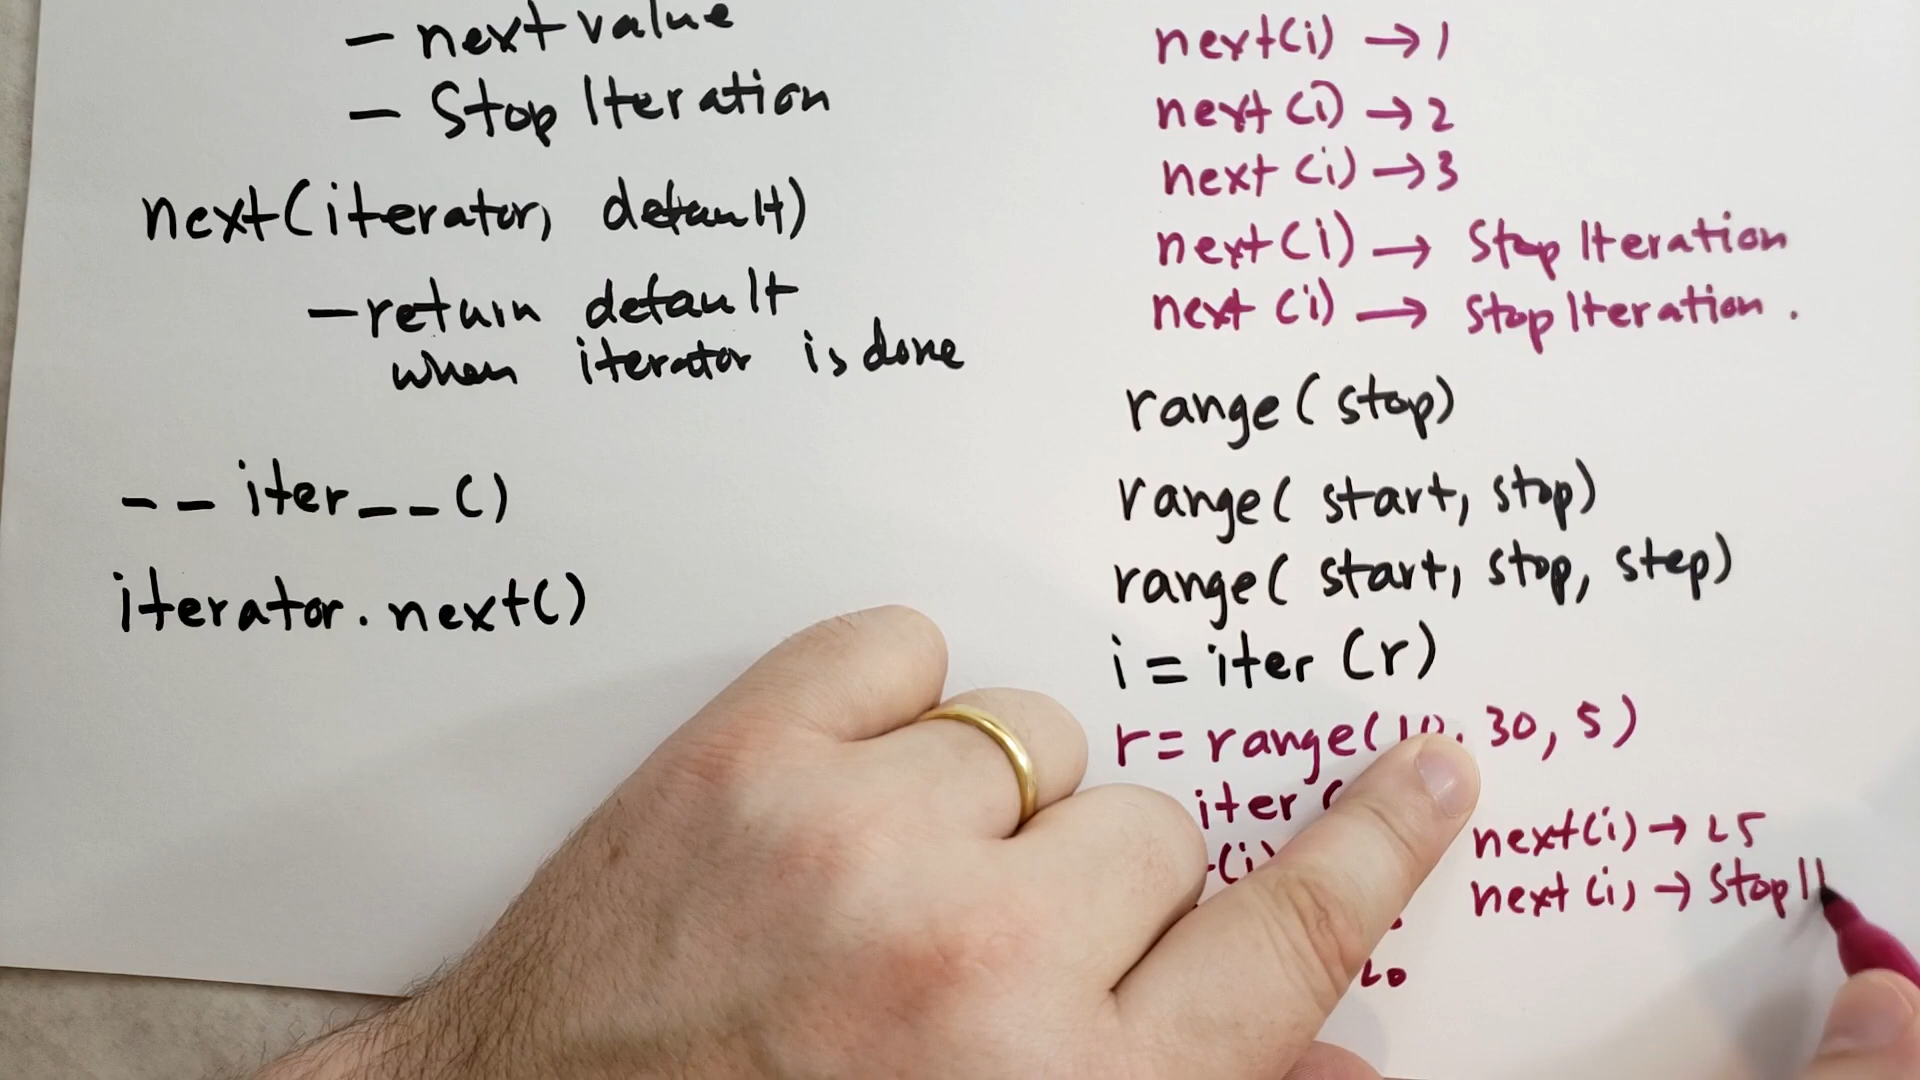 - next value
- Stop Iteration
next(iterator, default)
- return default
when iterator is done
__iter__()
iterator.next()
next(i) → 1
next(i) → 2
next(i) → 3
next(i) → Stop Iteration
next(i) → Stop Iteration.
range(stop)
range(start, stop)
range(start, stop, step)
i = iter(r)
r = range(10, 30, 5)
iter(
(i)
20
next(i) → 25
next(i) → Stop I